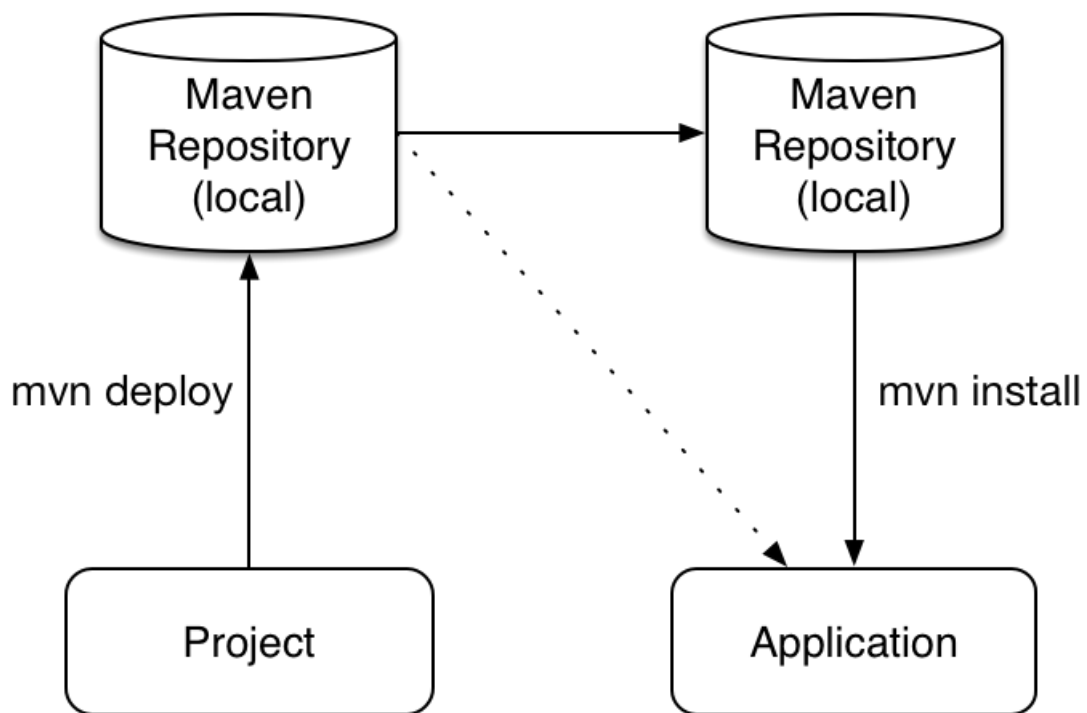 Maven
Repository
(local)
Maven
Repository
(local)
mvn deploy
mvn install
Project
Application